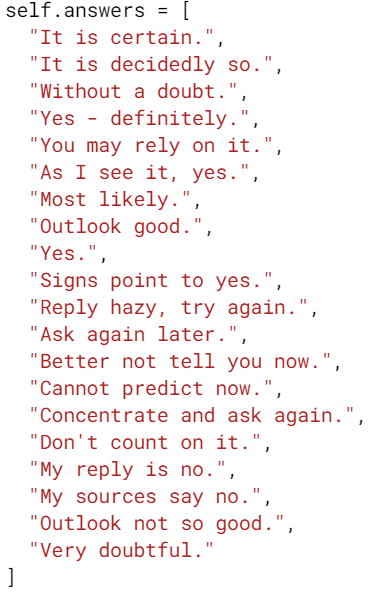 self.answers = [
"It is certain.",
"It is decidedly so.",
"Without a doubt.",
"Yes - definitely.",
"You may rely on it.",
"As I see it, yes.",
"Most likely.",
"Outlook good.",
"Yes.",
"Signs point to yes.",
"Reply hazy, try again.",
"Ask again later.",
"Better not tell you now.",
"Cannot predict now.",
"Concentrate and ask again.",
"Don't count on it.",
"My reply is no.",
"My sources say no.",
"Outlook not so good.",
"Very doubtful."
]